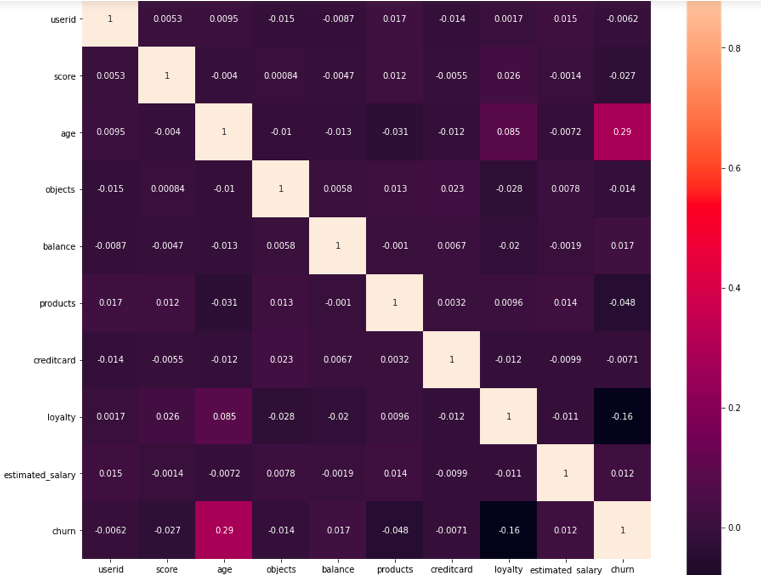 userid 1 0.0053 0.0095 -0.015 -0.0087 0.017 -0.014 0.0017 0.015 -0.0062
score 0.0053 1 -0.004 0.00084 -0.0047 0.012 -0.0055 0.026 -0.0014 -0.027
age 0.0095 -0.004 1 -0.01 -0.013 -0.031 -0.012 0.085 -0.0072 0.29
objects -0.015 0.00084 -0.01 1 0.0058 0.013 0.023 -0.028 0.0078 -0.014
balance -0.0087 -0.0047 -0.013 0.0058 1 -0.001 0.0067 -0.02 -0.0019 0.017
products 0.017 0.012 -0.031 0.013 -0.001 1 0.0032 0.0096 0.014 -0.048
creditcard -0.014 -0.0055 -0.012 0.023 0.0067 0.0032 1 -0.012 -0.0099 -0.0071
loyalty 0.0017 0.026 0.085 -0.028 -0.02 0.0096 -0.012 1 -0.011 -0.16
estimated_salary 0.015 -0.0014 -0.0072 0.0078 -0.0019 0.014 -0.0099 -0.011 1 0.012
churn -0.0062 -0.027 0.29 -0.014 0.017 -0.048 -0.0071 -0.16 0.012 1
userid score age objects balance products creditcard loyalty estimated_salary churn
0.8
0.6
0.4
0.2
0.0